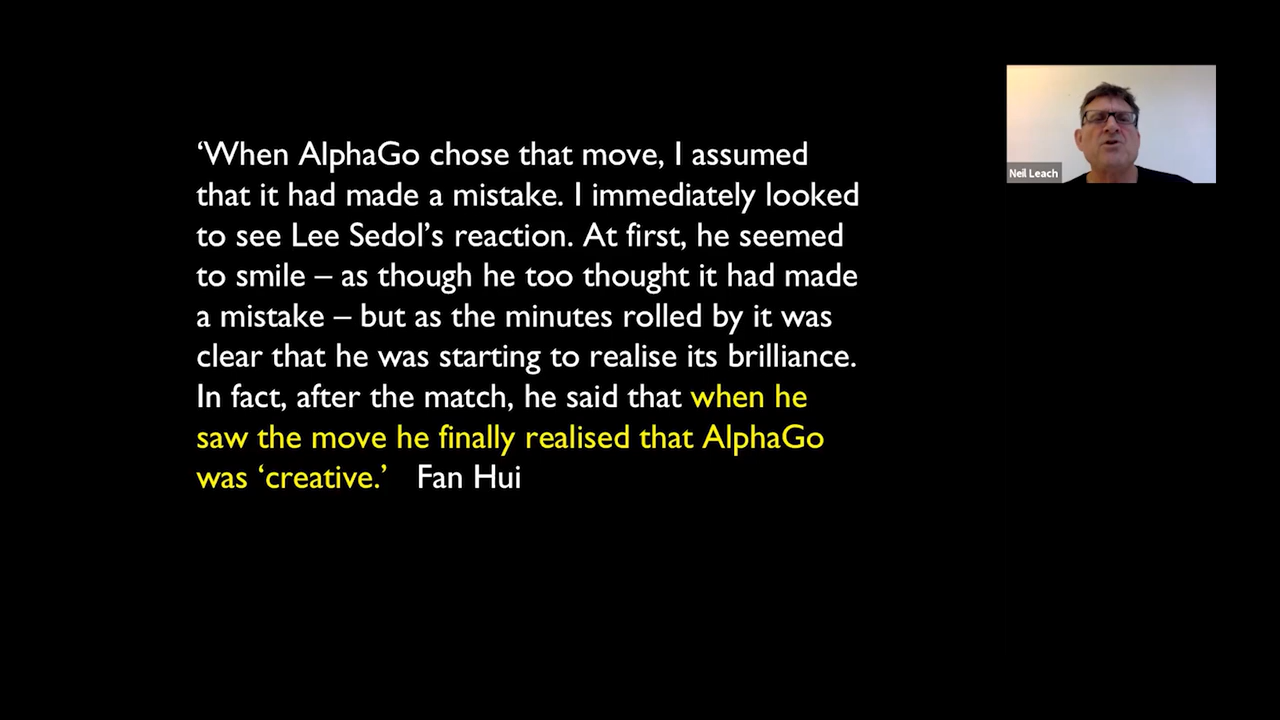 ‘When AlphaGo chose that move, I assumed
that it had made a mistake. I immediately looked
to see Lee Sedol’s reaction. At first, he seemed
to smile – as though he too thought it had made
a mistake – but as the minutes rolled by it was
clear that he was starting to realise its brilliance.
In fact, after the match, he said that when he
saw the move he finally realised that AlphaGo
was ‘creative.’ Fan Hui
Neil Leach